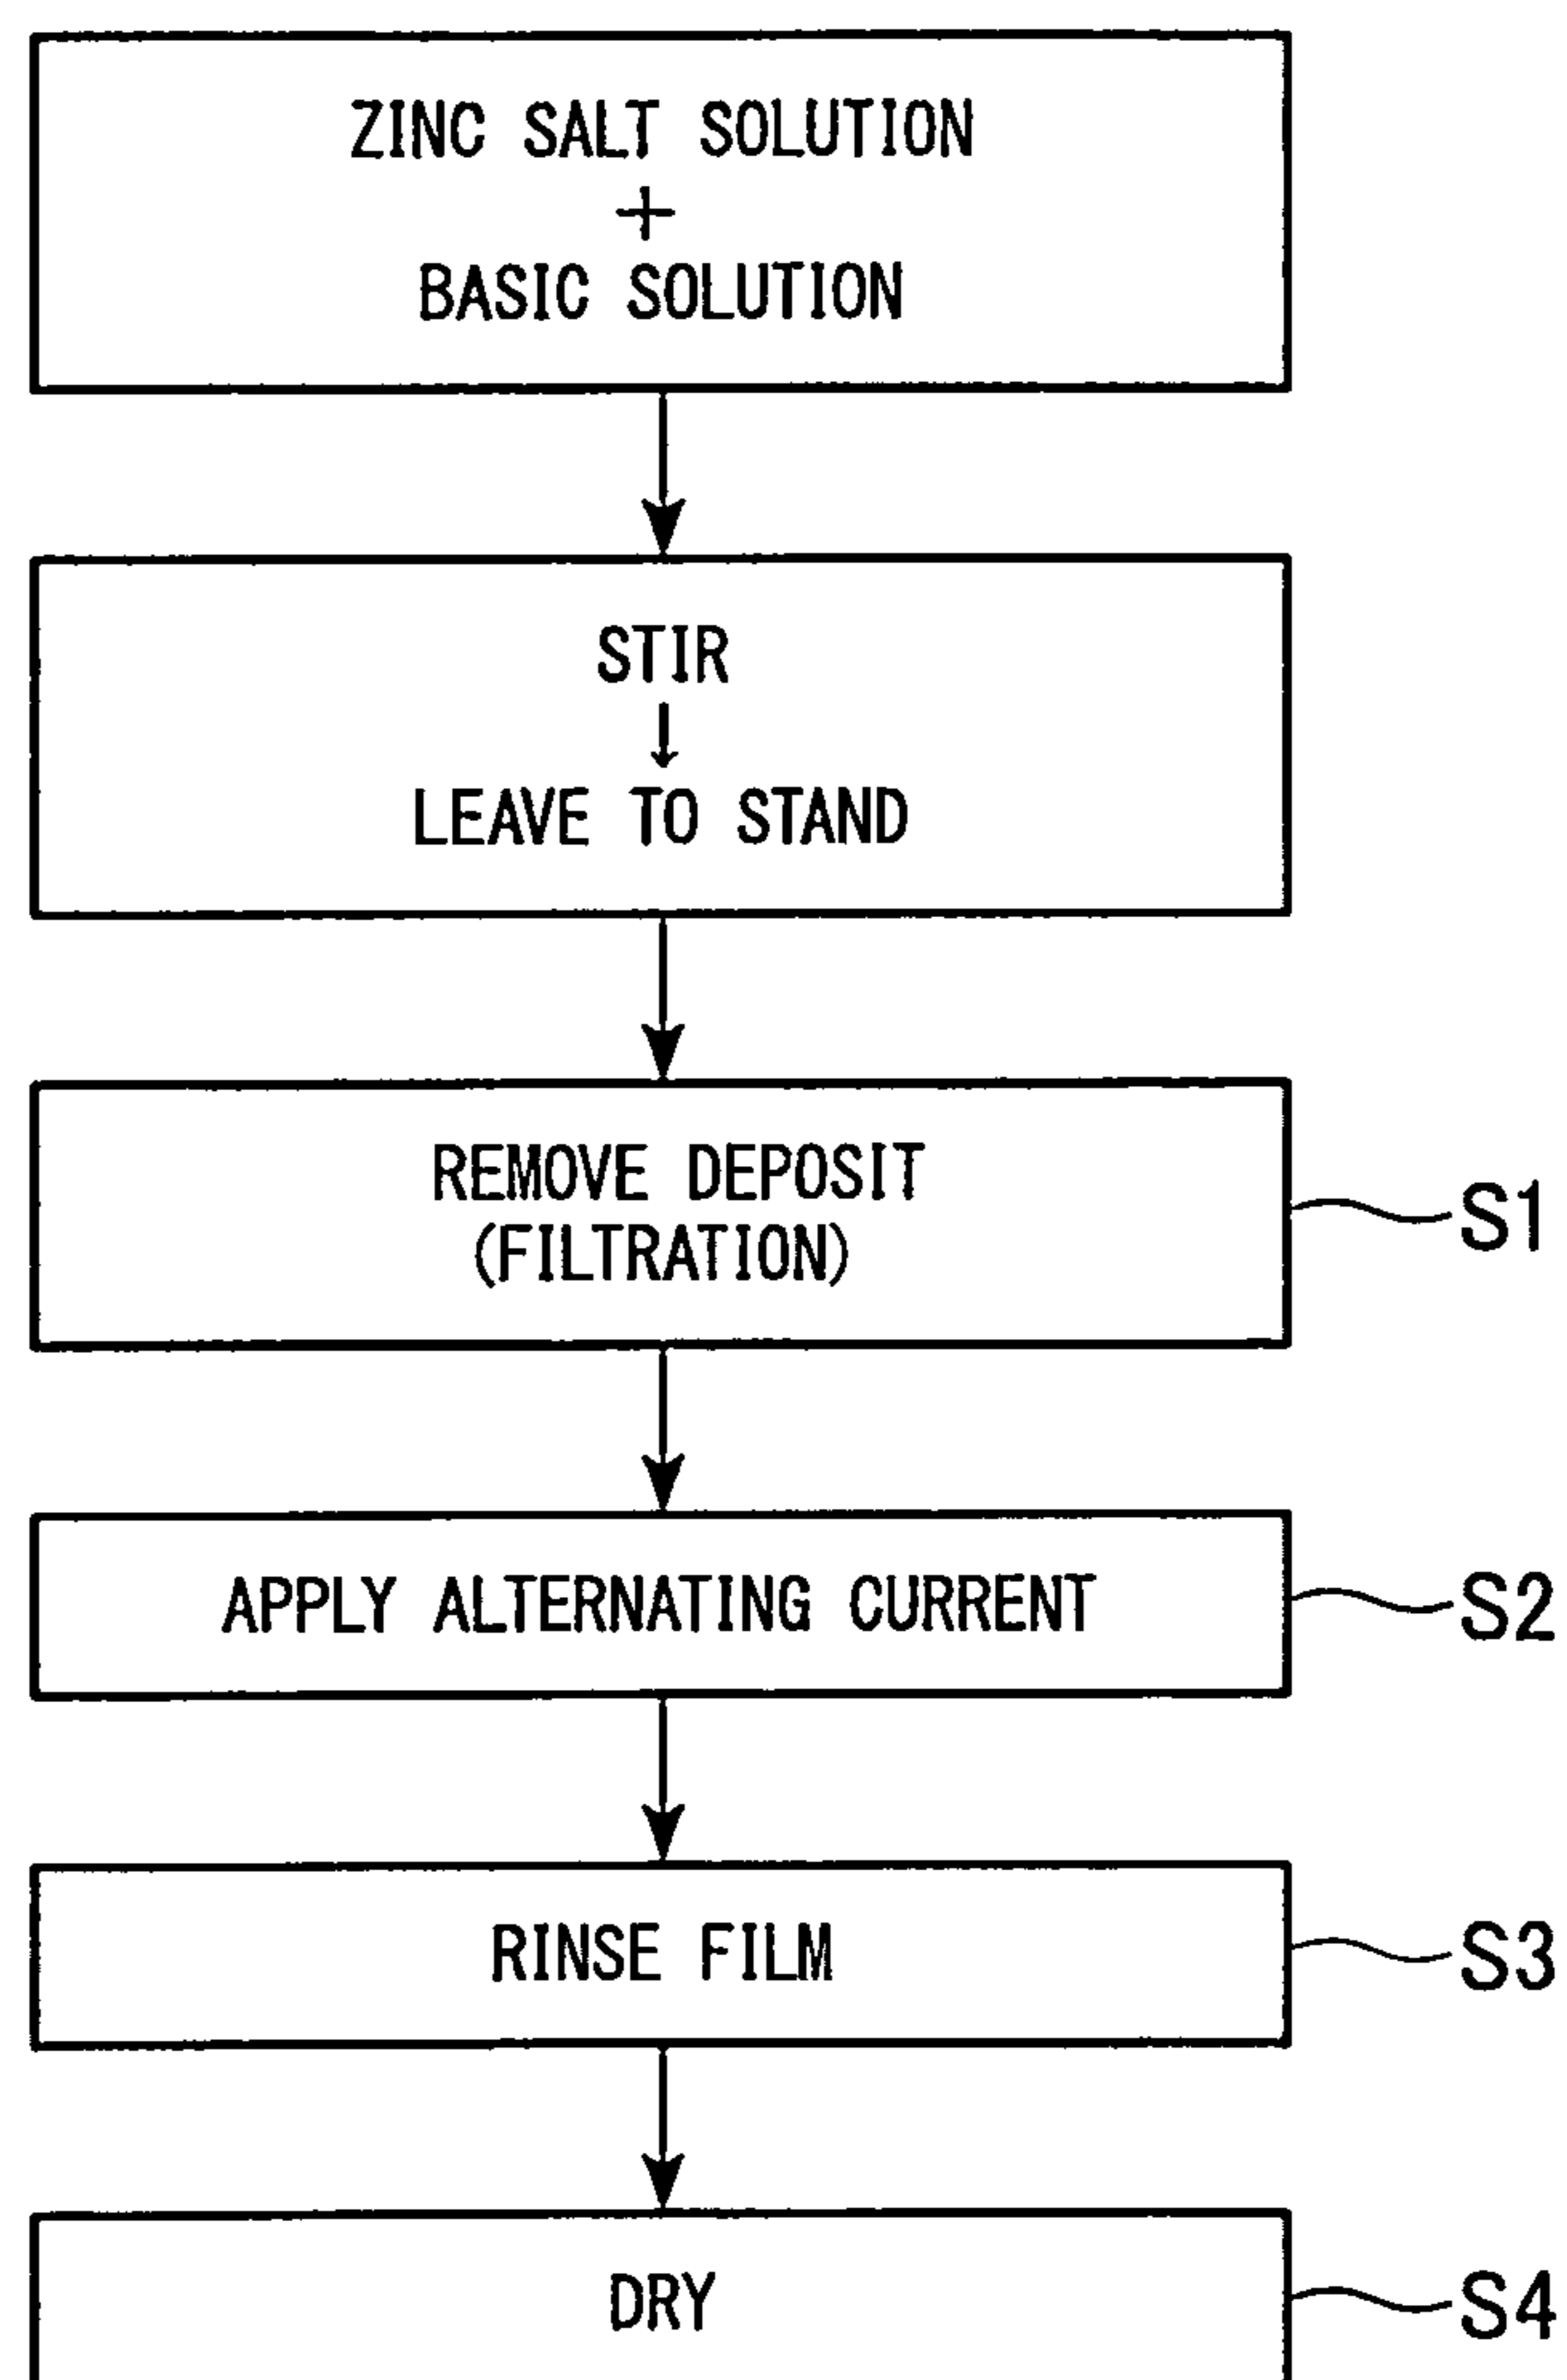 ZINC SALT SOLUTION
+
BASIC SOLUTION
STIR
↓
LEAVE TO STAND
REMOVE DEPOSIT
(FILTRATION)
S1
APPLY ALTERNATING CURRENT
S2
RINSE FILM
S3
DRY
S4